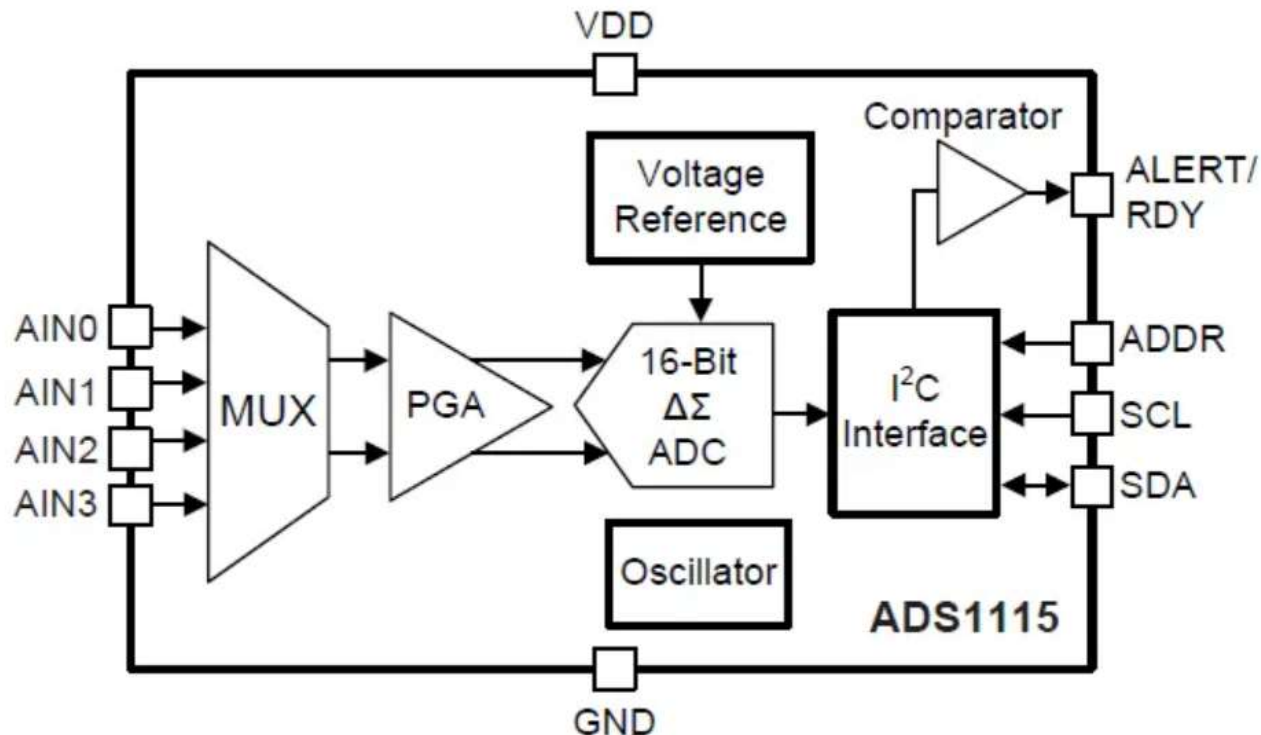 VDD
Comparator
Voltage
Reference
ALERT/
RDY
AIN0
AIN1
AIN2
AIN3
MUX
PGA
16-Bit
ΔΣ
ADC
I²C
Interface
ADDR
SCL
SDA
Oscillator
ADS1115
GND